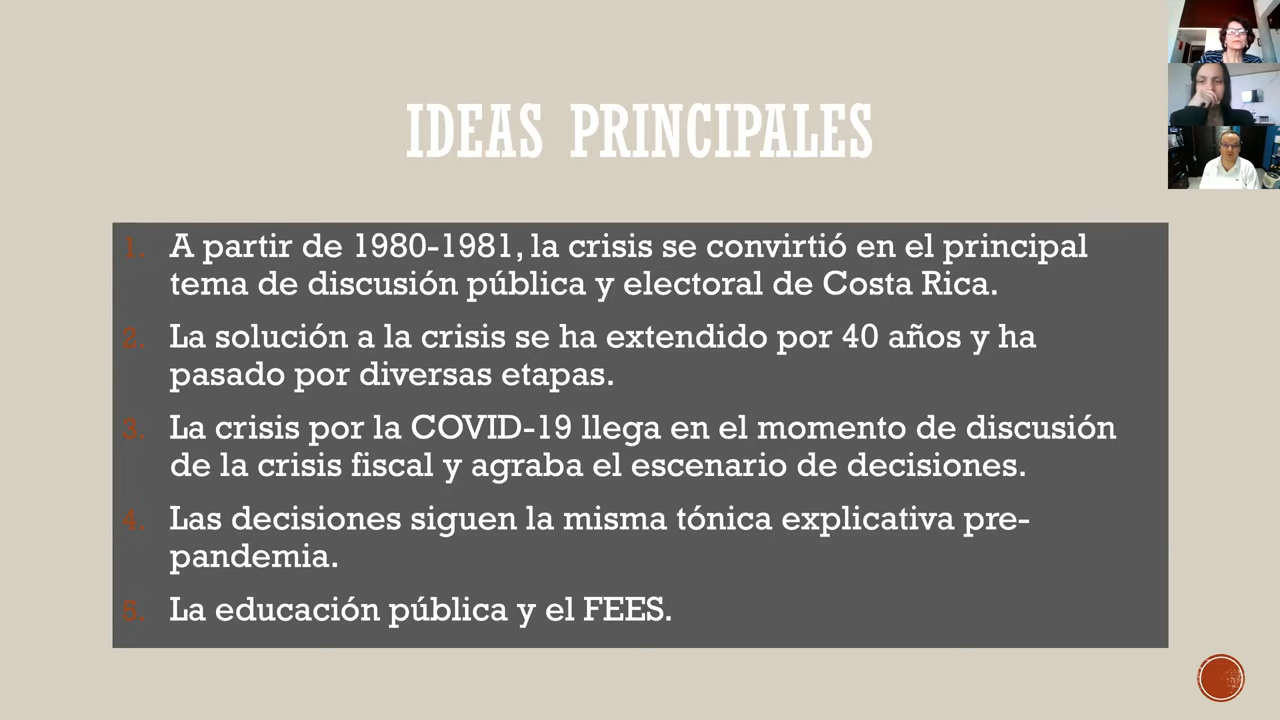 IDEAS PRINCIPALES
1. A partir de 1980-1981, la crisis se convirtió en el principal
tema de discusión pública y electoral de Costa Rica.
2. La solución a la crisis se ha extendido por 40 años y ha
pasado por diversas etapas.
3. La crisis por la COVID-19 llega en el momento de discusión
de la crisis fiscal y agraba el escenario de decisiones.
4. Las decisiones siguen la misma tónica explicativa pre-
pandemia.
5. La educación pública y el FEES.